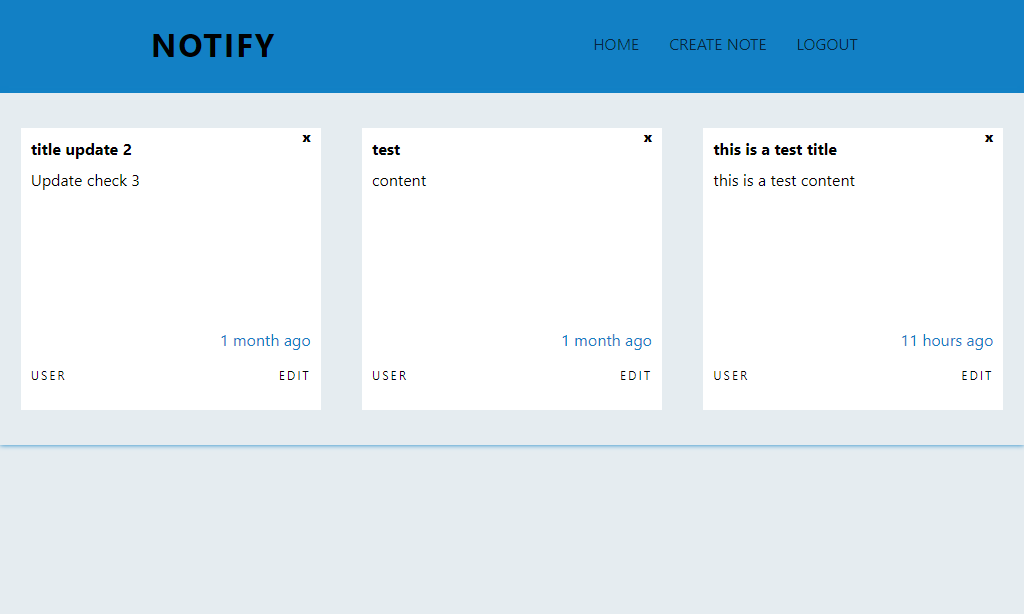 NOTIFY
HOME CREATE NOTE LOGOUT
x
title update 2
Update check 3
1 month ago
USER EDIT
x
test
content
1 month ago
USER EDIT
x
this is a test title
this is a test content
11 hours ago
USER EDIT